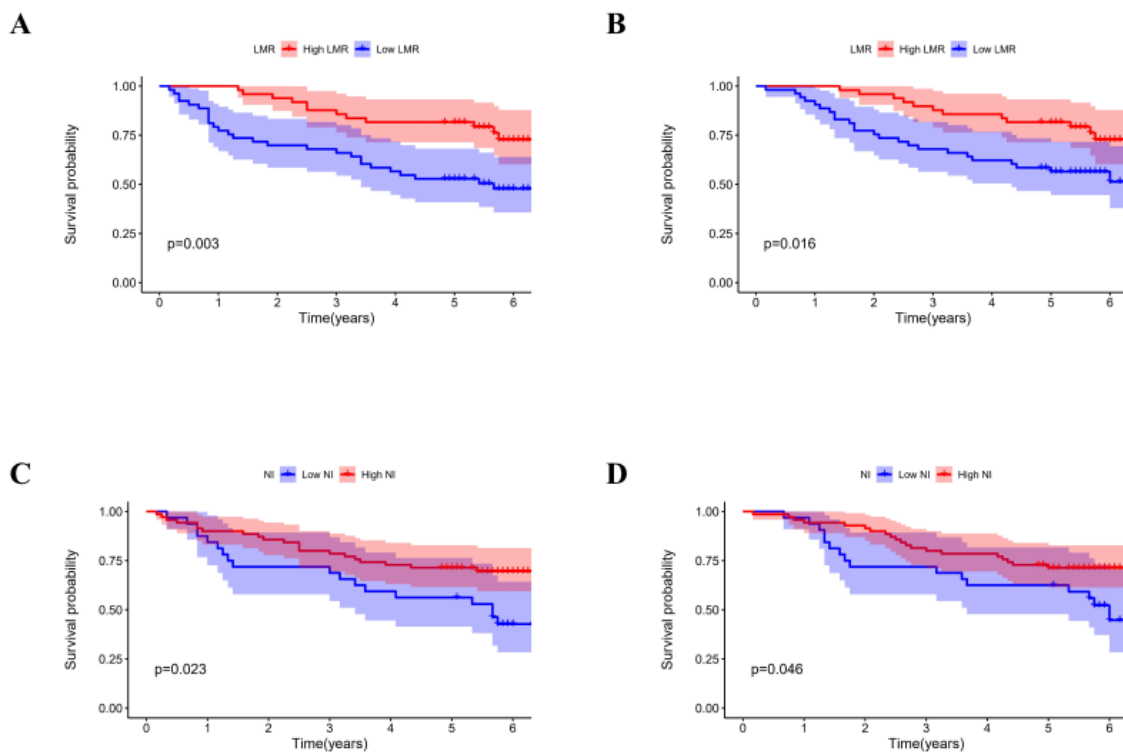 A
LMR High LMR Low LMR
1.00
0.75
0.50
0.25
0.00
Survival probability
p=0.003
0 1 2 3 4 5 6
Time(years)
B
LMR High LMR Low LMR
1.00
0.75
0.50
0.25
0.00
Survival probability
p=0.016
0 1 2 3 4 5 6
Time(years)
C
NI Low NI High NI
1.00
0.75
0.50
0.25
0.00
Survival probability
p=0.023
0 1 2 3 4 5 6
Time(years)
D
NI Low NI High NI
1.00
0.75
0.50
0.25
0.00
Survival probability
p=0.046
0 1 2 3 4 5 6
Time(years)